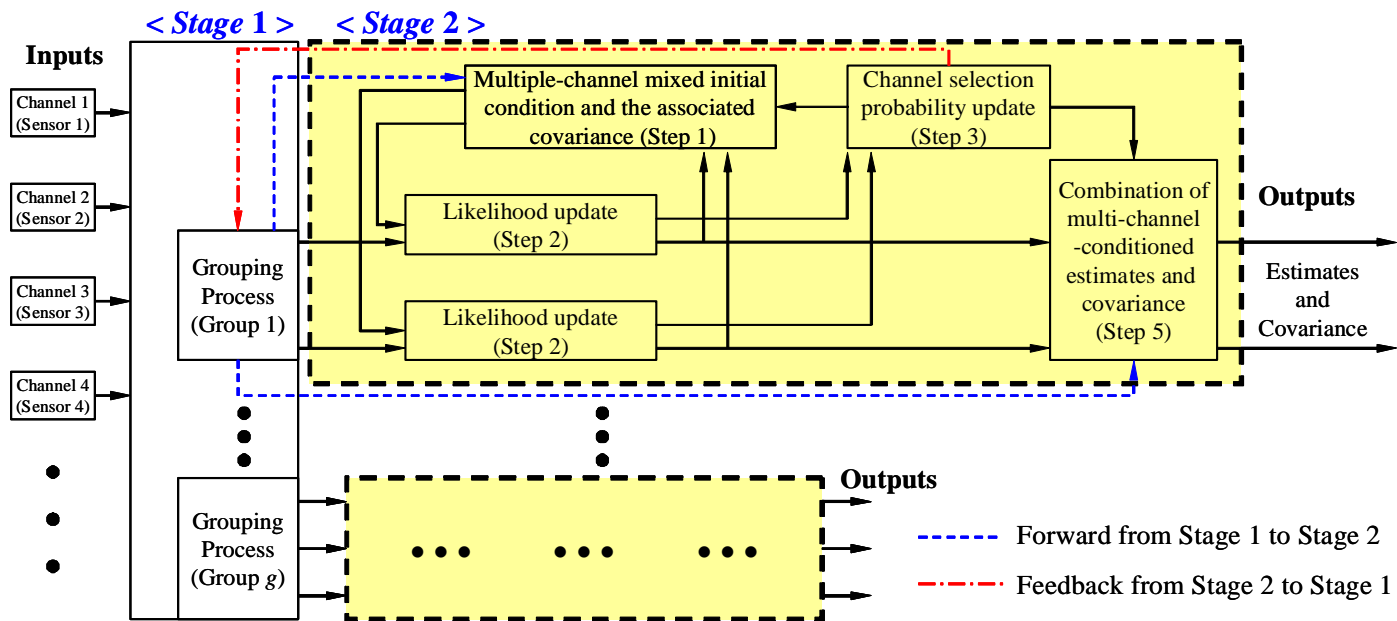 < Stage 1 >
< Stage 2 >
Inputs
Channel 1
(Sensor 1)
Channel 2
(Sensor 2)
Channel 3
(Sensor 3)
Channel 4
(Sensor 4)
Grouping
Process
(Group 1)
Multiple-channel mixed initial
condition and the associated
covariance (Step 1)
Channel selection
probability update
(Step 3)
Likelihood update
(Step 2)
Likelihood update
(Step 2)
Combination of
multi-channel
-conditioned
estimates and
covariance
(Step 5)
Outputs
Estimates
and
Covariance
Grouping
Process
(Group g)
Outputs
Forward from Stage 1 to Stage 2
Feedback from Stage 2 to Stage 1